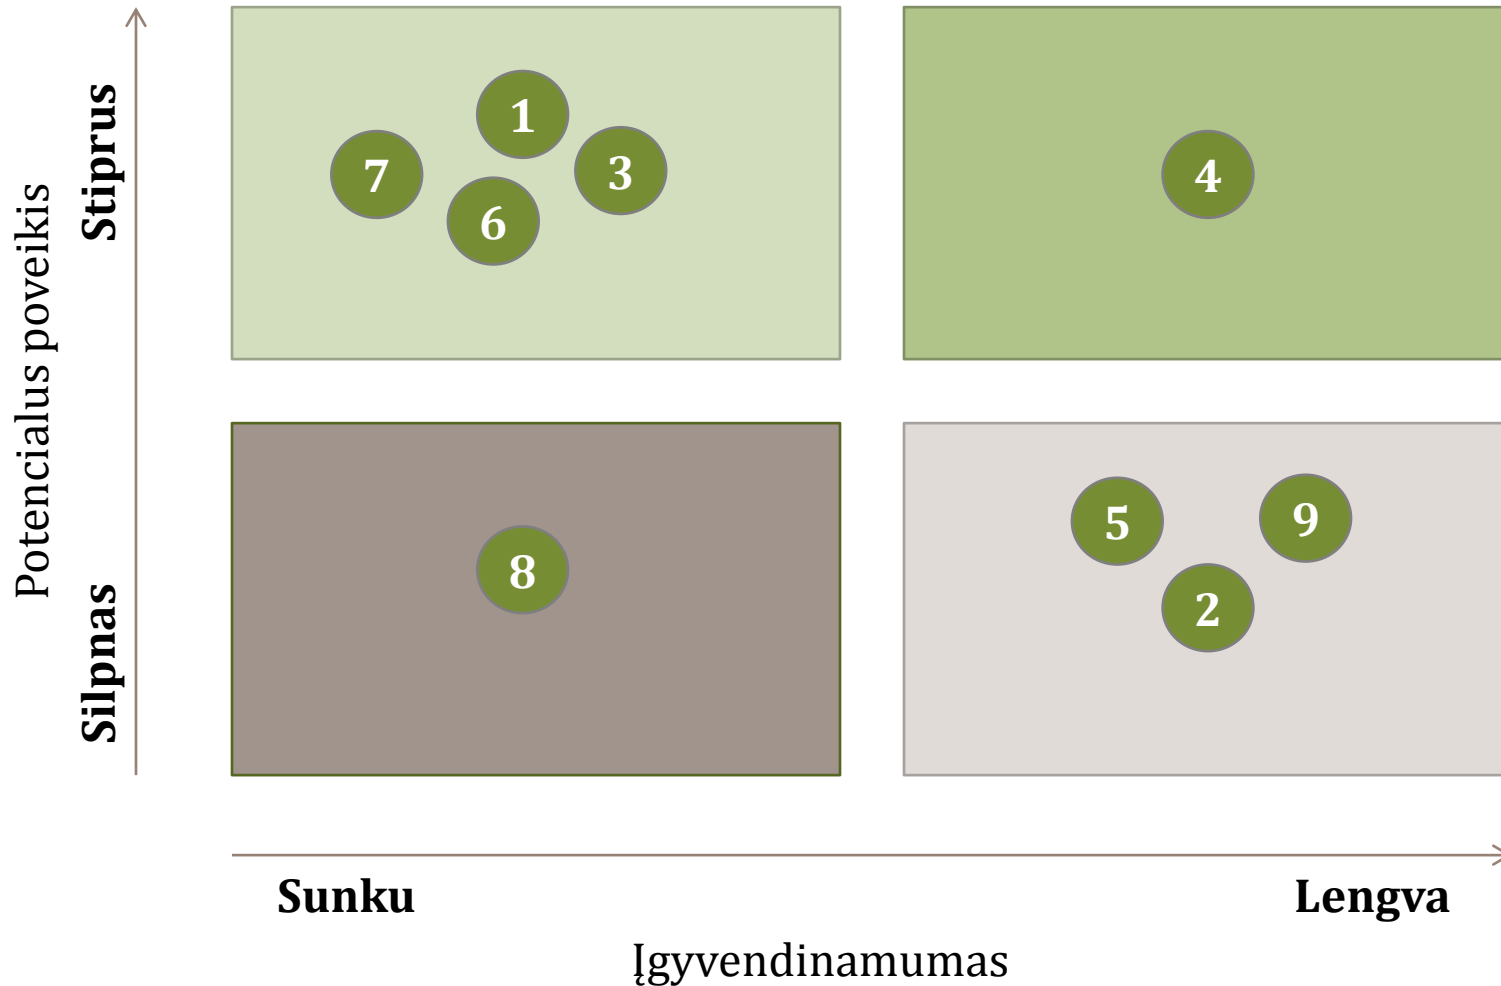 Potencialus poveikis
Stiprus
Silpnas
1
7
3
6
4
8
5
9
2
Sunku
Lengva
Įgyvendinamumas